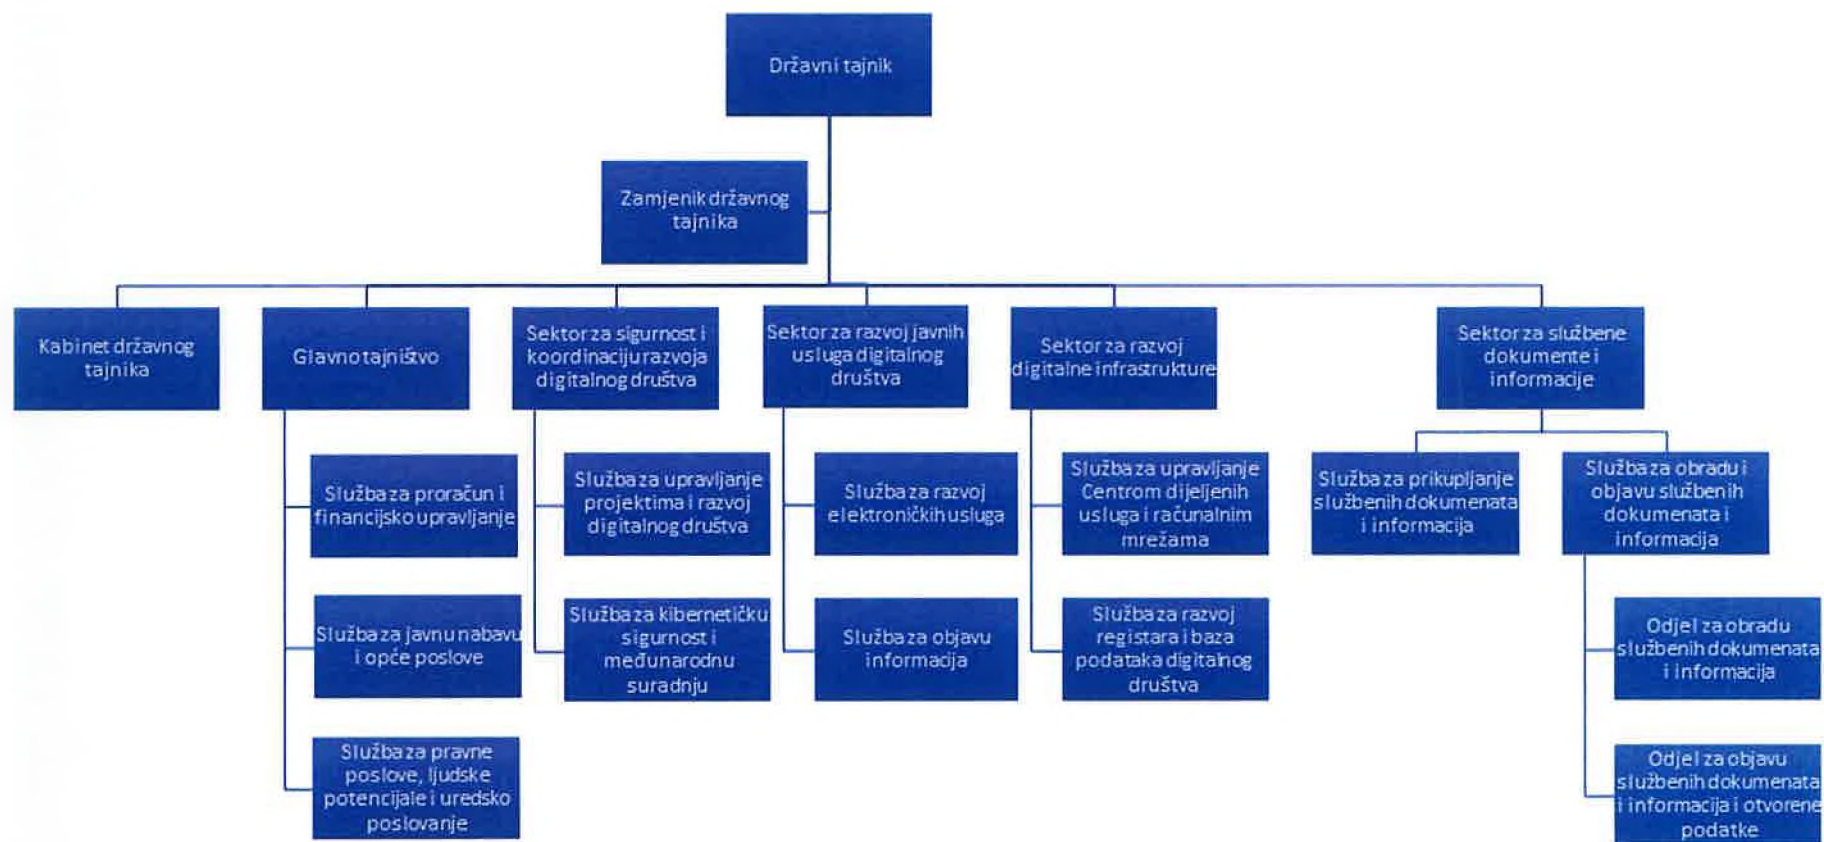 Državni tajnik
Zamjenik državnog
tajnika
Kabinet državnog
tajnika
Glavno tajništvo
Sektor za sigurnost i
koordinaciju razvoja
digitalnog društva
Sektor za razvoj javnih
usluga digitalnog
društva
Sektor za razvoj
digitalne infrastrukture
Sektor za službene
dokumente i
informacije
Služba za proračun i
financijsko upravljanje
Služba za javnu nabavu
i opće poslove
Služba za pravne
poslove, ljudske
potencijale i uredsko
poslovanje
Služba za upravljanje
projektima i razvoj
digitalnog društva
Služba za kibernetičku
sigurnost i
međunarodnu
suradnju
Služba za razvoj
elektroničkih usluga
Služba za objavu
informacija
Služba za upravljanje
Centrom dijeljenih
usluga i računalnim
mrežama
Služba za razvoj
registara i baza
podataka digitalnog
društva
Služba za prikupljanje
službenih dokumenata
i informacija
Služba za obradu i
objavu službenih
dokumenata i
informacija
Odjel za obradu
službenih dokumenata
i informacija
Odjel za objavu
službenih dokumenata
i informacija i otvorene
podatke